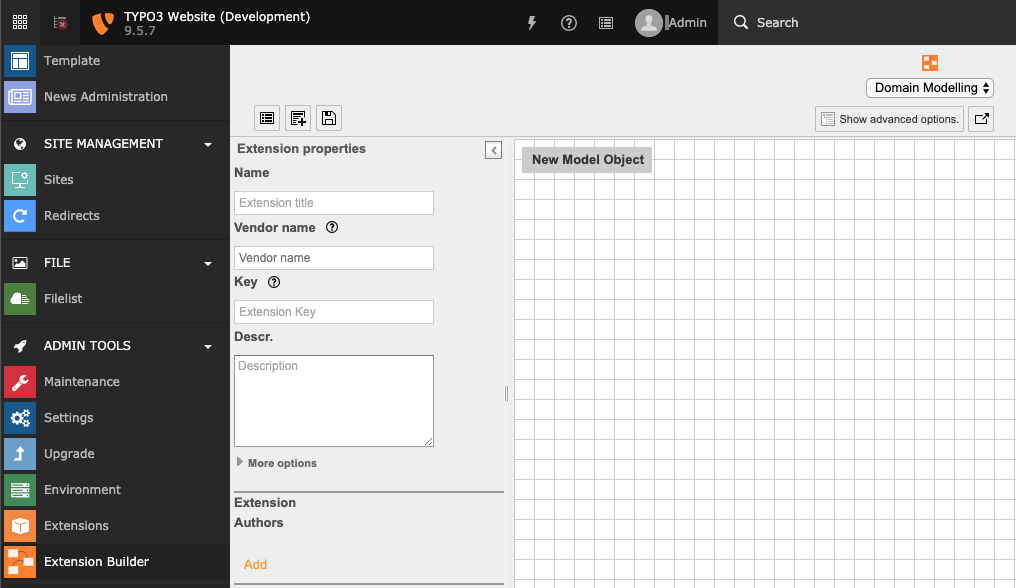 TYPO3 Website (Development)
9.5.7
Admin
Search
Template
News Administration
SITE MANAGEMENT
Sites
Redirects
FILE
Filelist
ADMIN TOOLS
Maintenance
Settings
Upgrade
Environment
Extensions
Extension Builder
Domain Modelling
Show advanced options.
Extension properties
Name
Extension title
Vendor name
Vendor name
Key
Extension Key
Descr.
Description
More options
Extension
Authors
Add
New Model Object